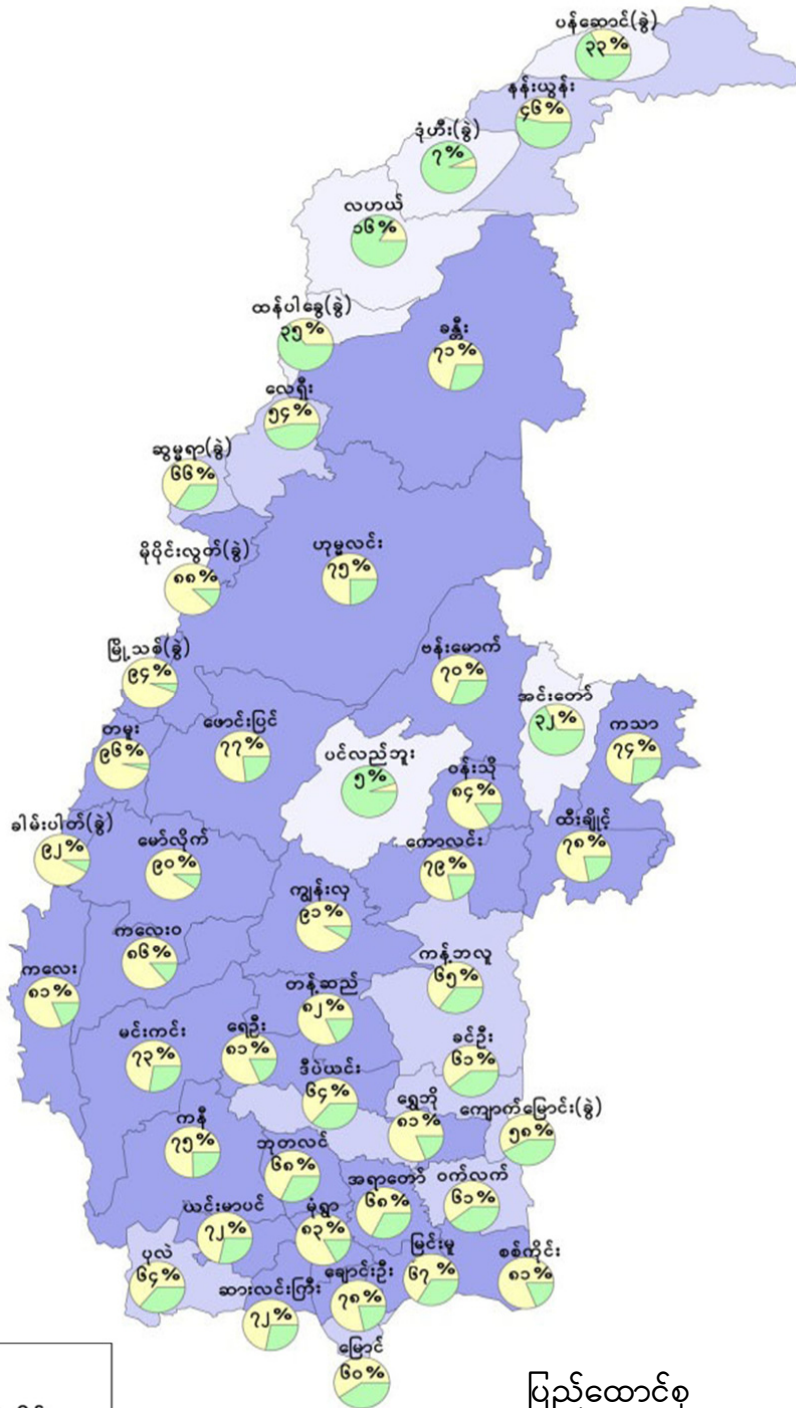 ပန်ဆောင်(ခွဲ)
၃၃%
နန်းယွန်း
၄၆%
ဒုံဟီး(ခွဲ)
၇%
လဟယ်
၁၆%
ထန်ပါခွေ(ခွဲ)
၃၅%
ခန္တီး
၇၁%
လေရှီး
၅၄%
ဆွမ္မရာ(ခွဲ)
၆၆%
ဟုမ္မလင်း
၇၅%
မိုပိုင်းလွတ်(ခွဲ)
၈၈%
မြို့သစ်(ခွဲ)
၉၄%
ဗန်းမောက်
၇၀%
အင်းတော်
၃၂%
ကသာ
၇၄%
တမူး
၉၆%
ဖောင်းပြင်
၇၇%
ပင်လည်ဘူး
၅%
ဝန်းသို
၈၄%
ထီးချိုင့်
၇၈%
ခါမ်းပါတ်(ခွဲ)
၉၂%
မော်လိုက်
၉၀%
ကောလင်း
၇၉%
ကျွန်းလှ
၉၁%
ကလေးဝ
၈၆%
ကန့်ဘလူ
၆၅%
ကလေး
၈၁%
တန့်ဆည်
၈၂%
မင်းကင်း
၇၃%
ရေဦး
၈၁%
ခင်ဦး
၆၁%
ဒီပဲယင်း
၆၄%
ရွှေဘို
၈၁%
ကျောက်မြောင်း(ခွဲ)
၅၈%
ကနီ
၇၅%
ဘုတလင်
၆၈%
အရာတော်
၆၈%
ဝက်လက်
၆၁%
ယင်းမာပင်
၇၂%
မုံရွာ
၈၃%
မြင်းမူ
၆၇%
စစ်ကိုင်း
၈၁%
ပုလဲ
၆၄%
ဆားလင်းကြီး
၇၂%
ချောင်းဦး
၇၈%
မြောင်
၆၀%
ပြည်ထောင်စု